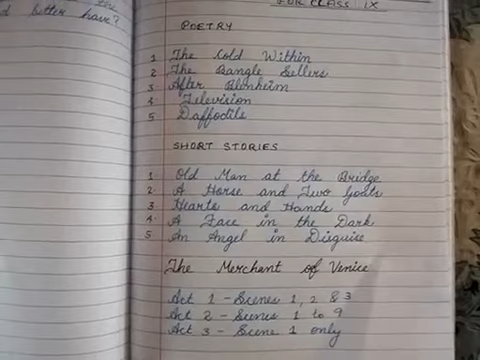 d better have?
FOR CLASS IX
POETRY
1 The Cold Within
2 The Bangle Sellers
3 After Blenheim
4 Television
5 Daffodils
SHORT STORIES
1 Old Man at the Bridge
2. A Horse and Two Goats
3 Hearts and Hands
4. A Face in the Dark
5 An Angel in Disguise
The Merchant of Venice
Act 1 - Scenes 1, 2 & 3
Act 2 - Scenes 1 to 9
Act 3 - Scene 1 only